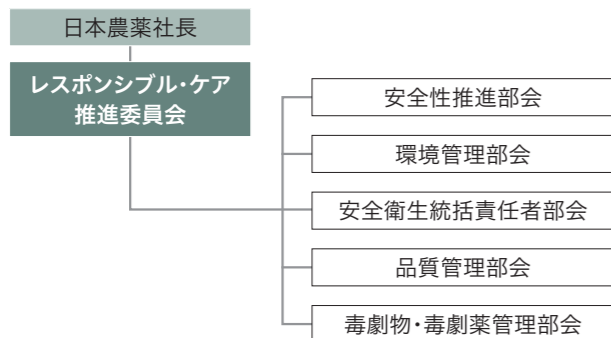 日本農薬社長
レスポンシブル・ケア
推進委員会
安全性推進部会
環境管理部会
安全衛生統括責任者部会
品質管理部会
毒劇物・毒劇薬管理部会